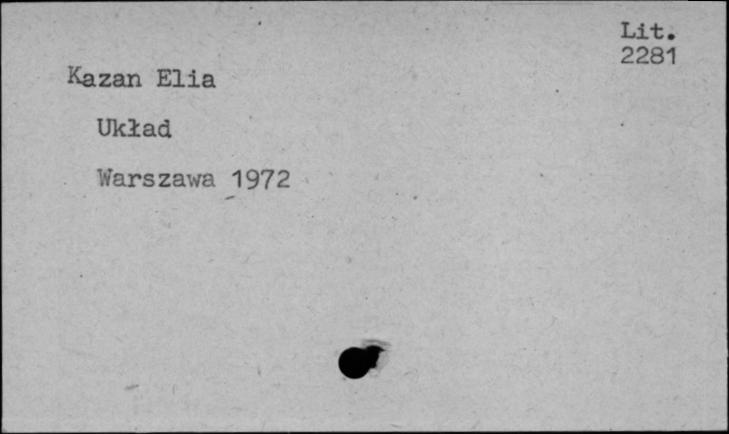 Lit.
2281
Kazan Elia
Układ
Warszawa 1972